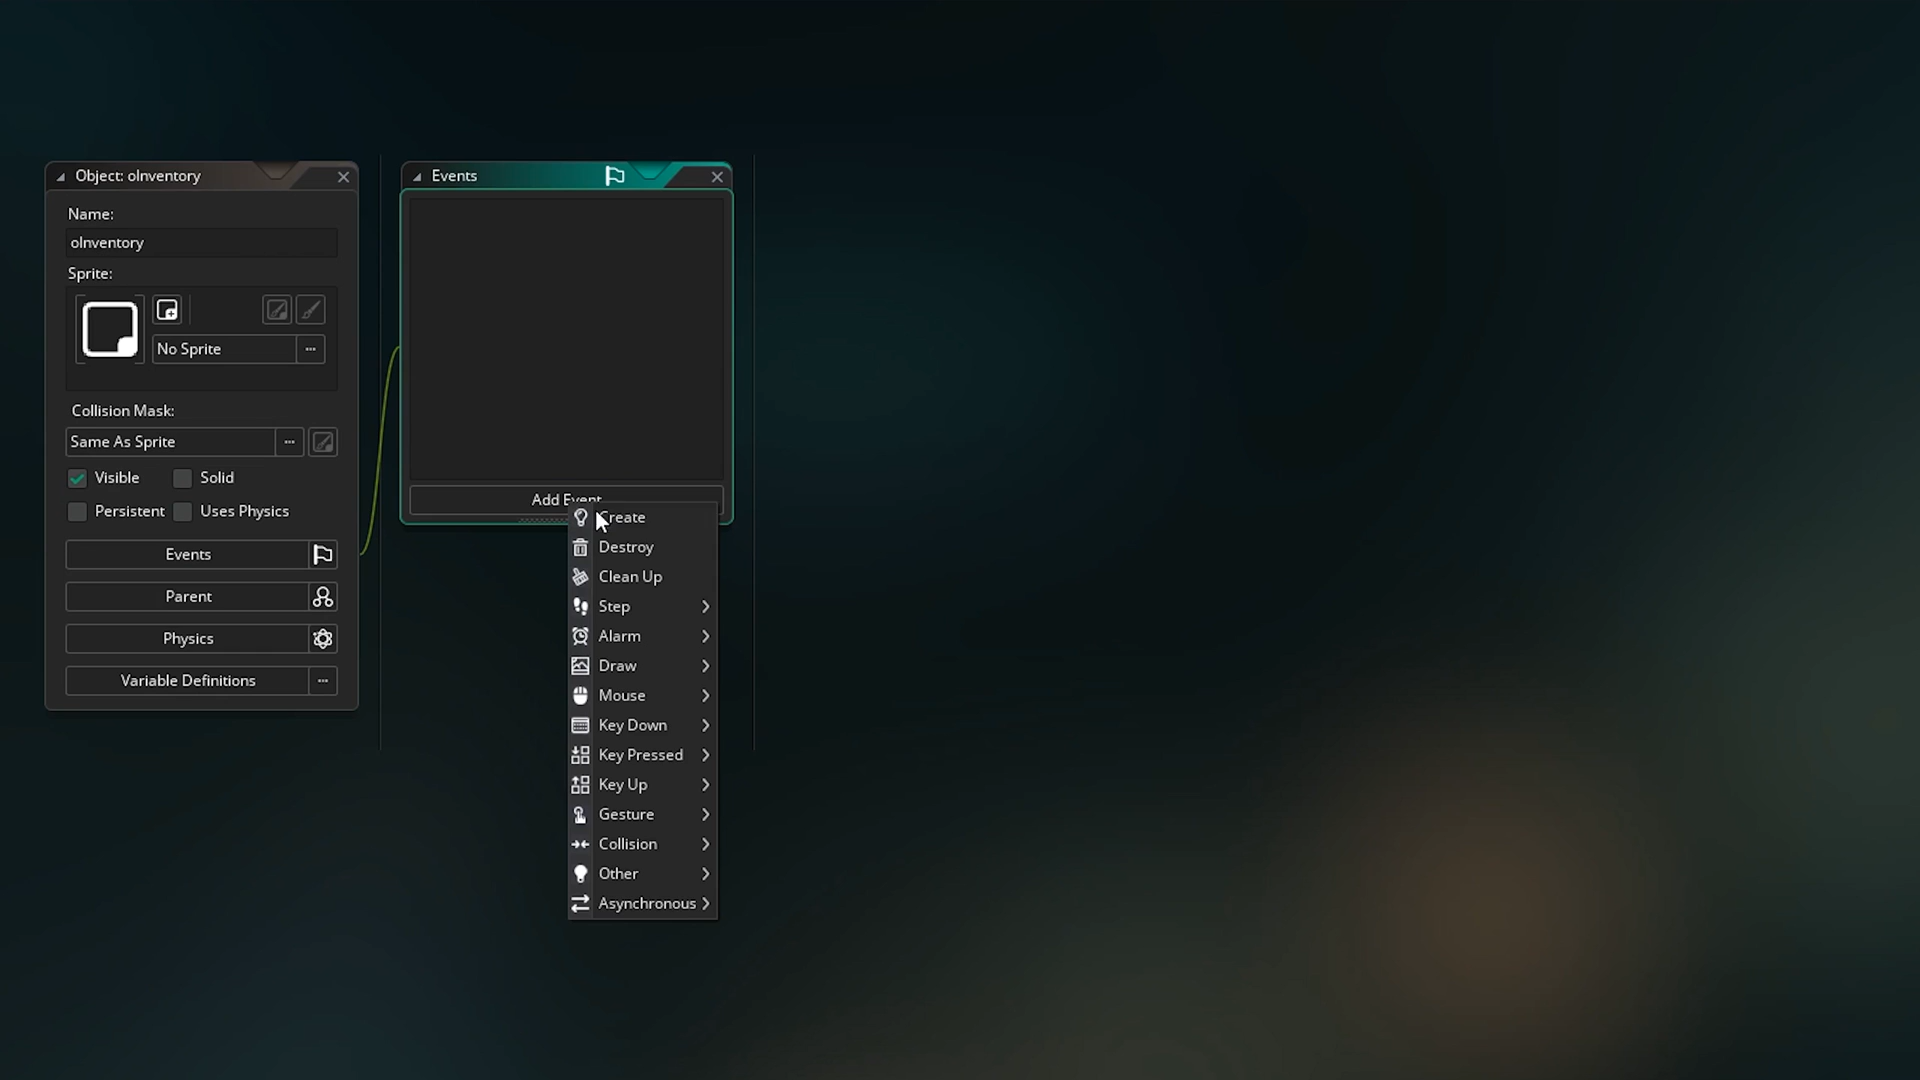 Object: oInventory
Name:
oInventory
Sprite:
No Sprite
Collision Mask:
Same As Sprite
Visible
Solid
Persistent
Uses Physics
Events
Parent
Physics
Variable Definitions
Events
Add Event
Create
Destroy
Clean Up
Step
Alarm
Draw
Mouse
Key Down
Key Pressed
Key Up
Gesture
Collision
Other
Asynchronous